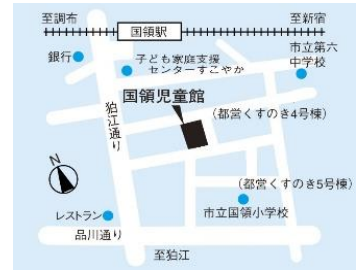 至調布
国領駅
至新宿
銀行
子ども家庭支援
センターすこやか
市立第六
中学校
国領児童館
(都営くすのき4号棟)
狛江通り
N
(都営くすのき5号棟)
レストラン
市立国領小学校
品川通り
至狛江